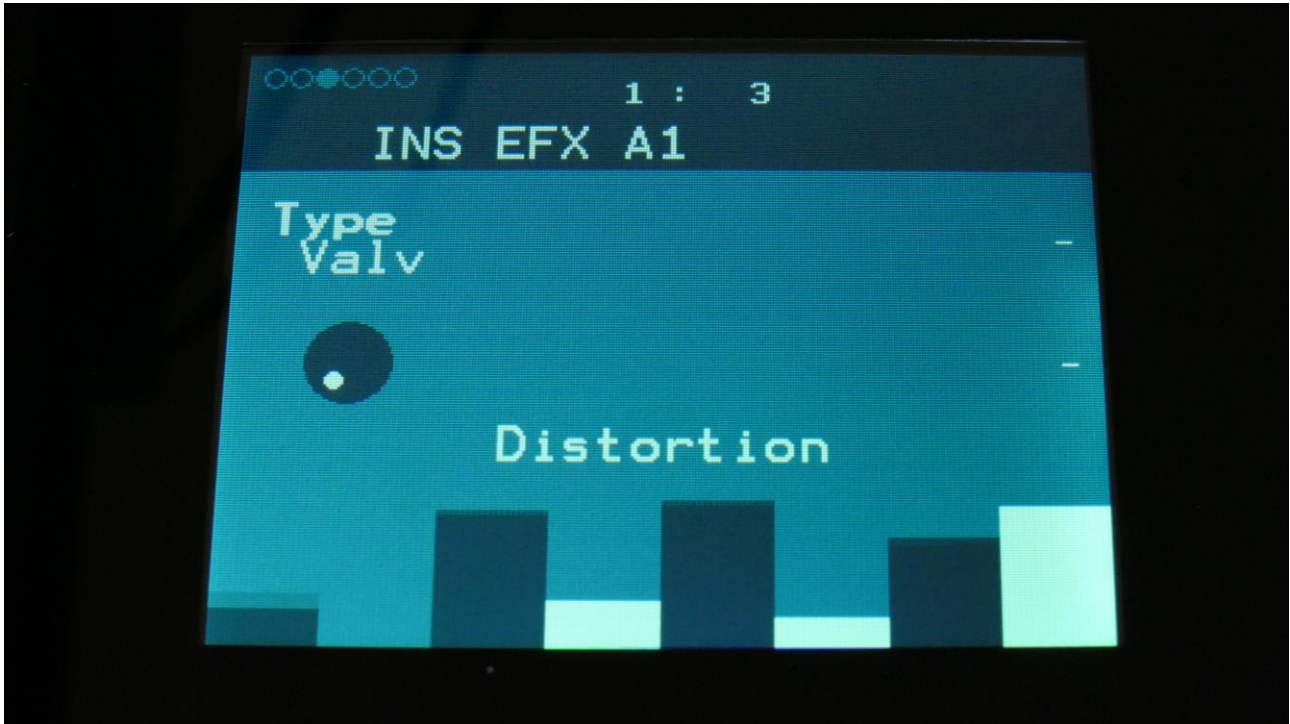 1 : 3
INS EFX A1
Type
Valv
-
-
Distortion